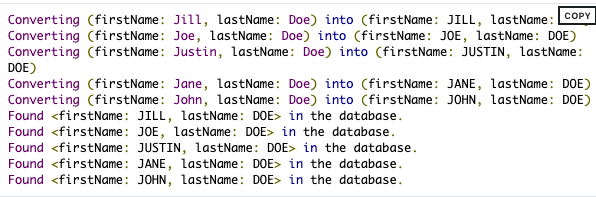 Converting (firstName: Jill, lastName: Doe) into (firstName: JILL, lastName:
COPY
Converting (firstName: Joe, lastName: Doe) into (firstName: JOE, lastName: DOE)
Converting (firstName: Justin, lastName: Doe) into (firstName: JUSTIN, lastName:
DOE)
Converting (firstName: Jane, lastName: Doe) into (firstName: JANE, lastName: DOE)
Converting (firstName: John, lastName: Doe) into (firstName: JOHN, lastName: DOE)
Found <firstName: JILL, lastName: DOE> in the database.
Found <firstName: JOE, lastName: DOE> in the database.
Found <firstName: JUSTIN, lastName: DOE> in the database.
Found <firstName: JANE, lastName: DOE> in the database.
Found <firstName: JOHN, lastName: DOE> in the database.